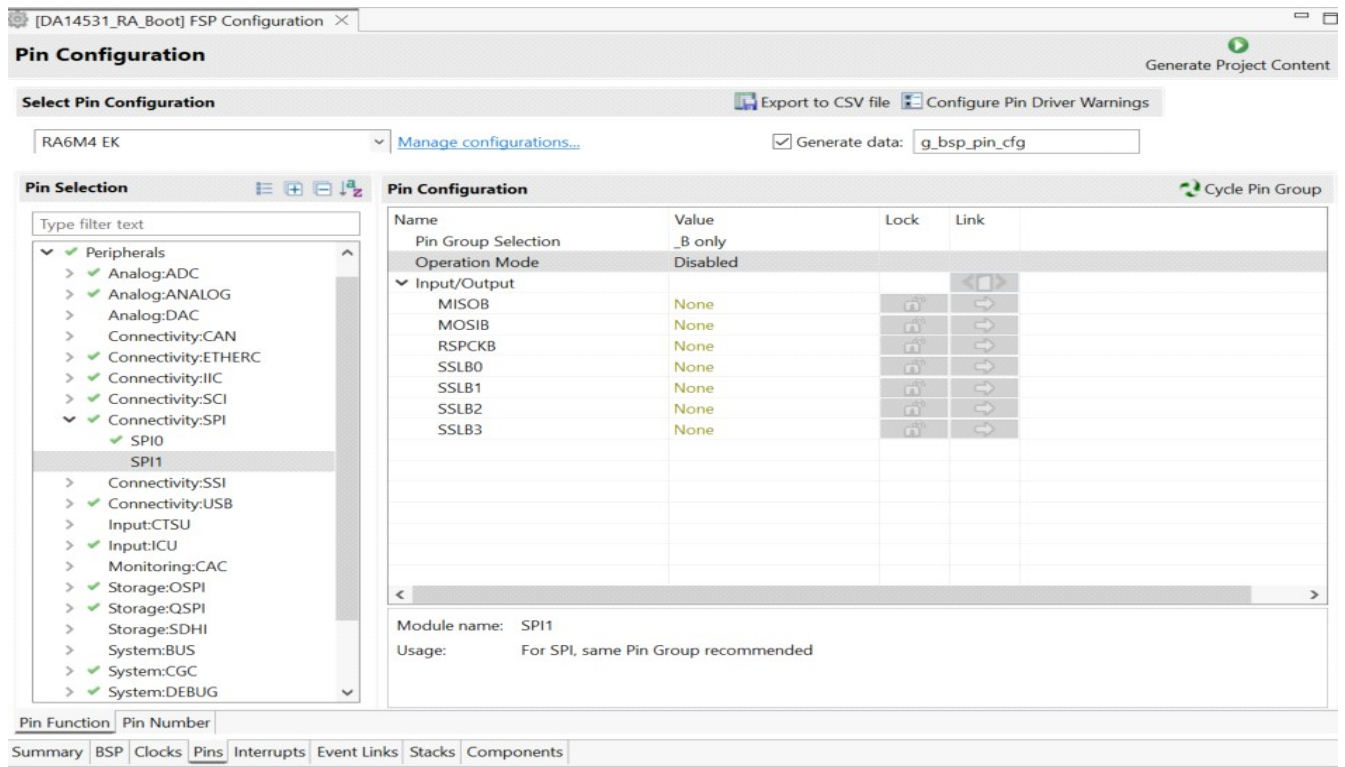 [DA14531_RA_Boot] FSP Configuration
Pin Configuration
Generate Project Content
Select Pin Configuration
Export to CSV file Configure Pin Driver Warnings
RA6M4 EK Manage configurations... Generate data: g_bsp_pin_cfg
Pin Selection
Type filter text
Peripherals
Analog:ADC
Analog:ANALOG
Analog:DAC
Connectivity:CAN
Connectivity:ETHERC
Connectivity:IIC
Connectivity:SCI
Connectivity:SPI
SPI0
SPI1
Connectivity:SSI
Connectivity:USB
Input:CTSU
Input:ICU
Monitoring:CAC
Storage:OSPI
Storage:QSPI
Storage:SDHI
System:BUS
System:CGC
System:DEBUG
Pin Configuration Cycle Pin Group
Name Value Lock Link
Pin Group Selection _B only
Operation Mode Disabled
Input/Output
MISOB None
MOSIB None
RSPCKB None
SSLB0 None
SSLB1 None
SSLB2 None
SSLB3 None
Module name: SPI1
Usage: For SPI, same Pin Group recommended
Pin Function Pin Number
Summary BSP Clocks Pins Interrupts Event Links Stacks Components